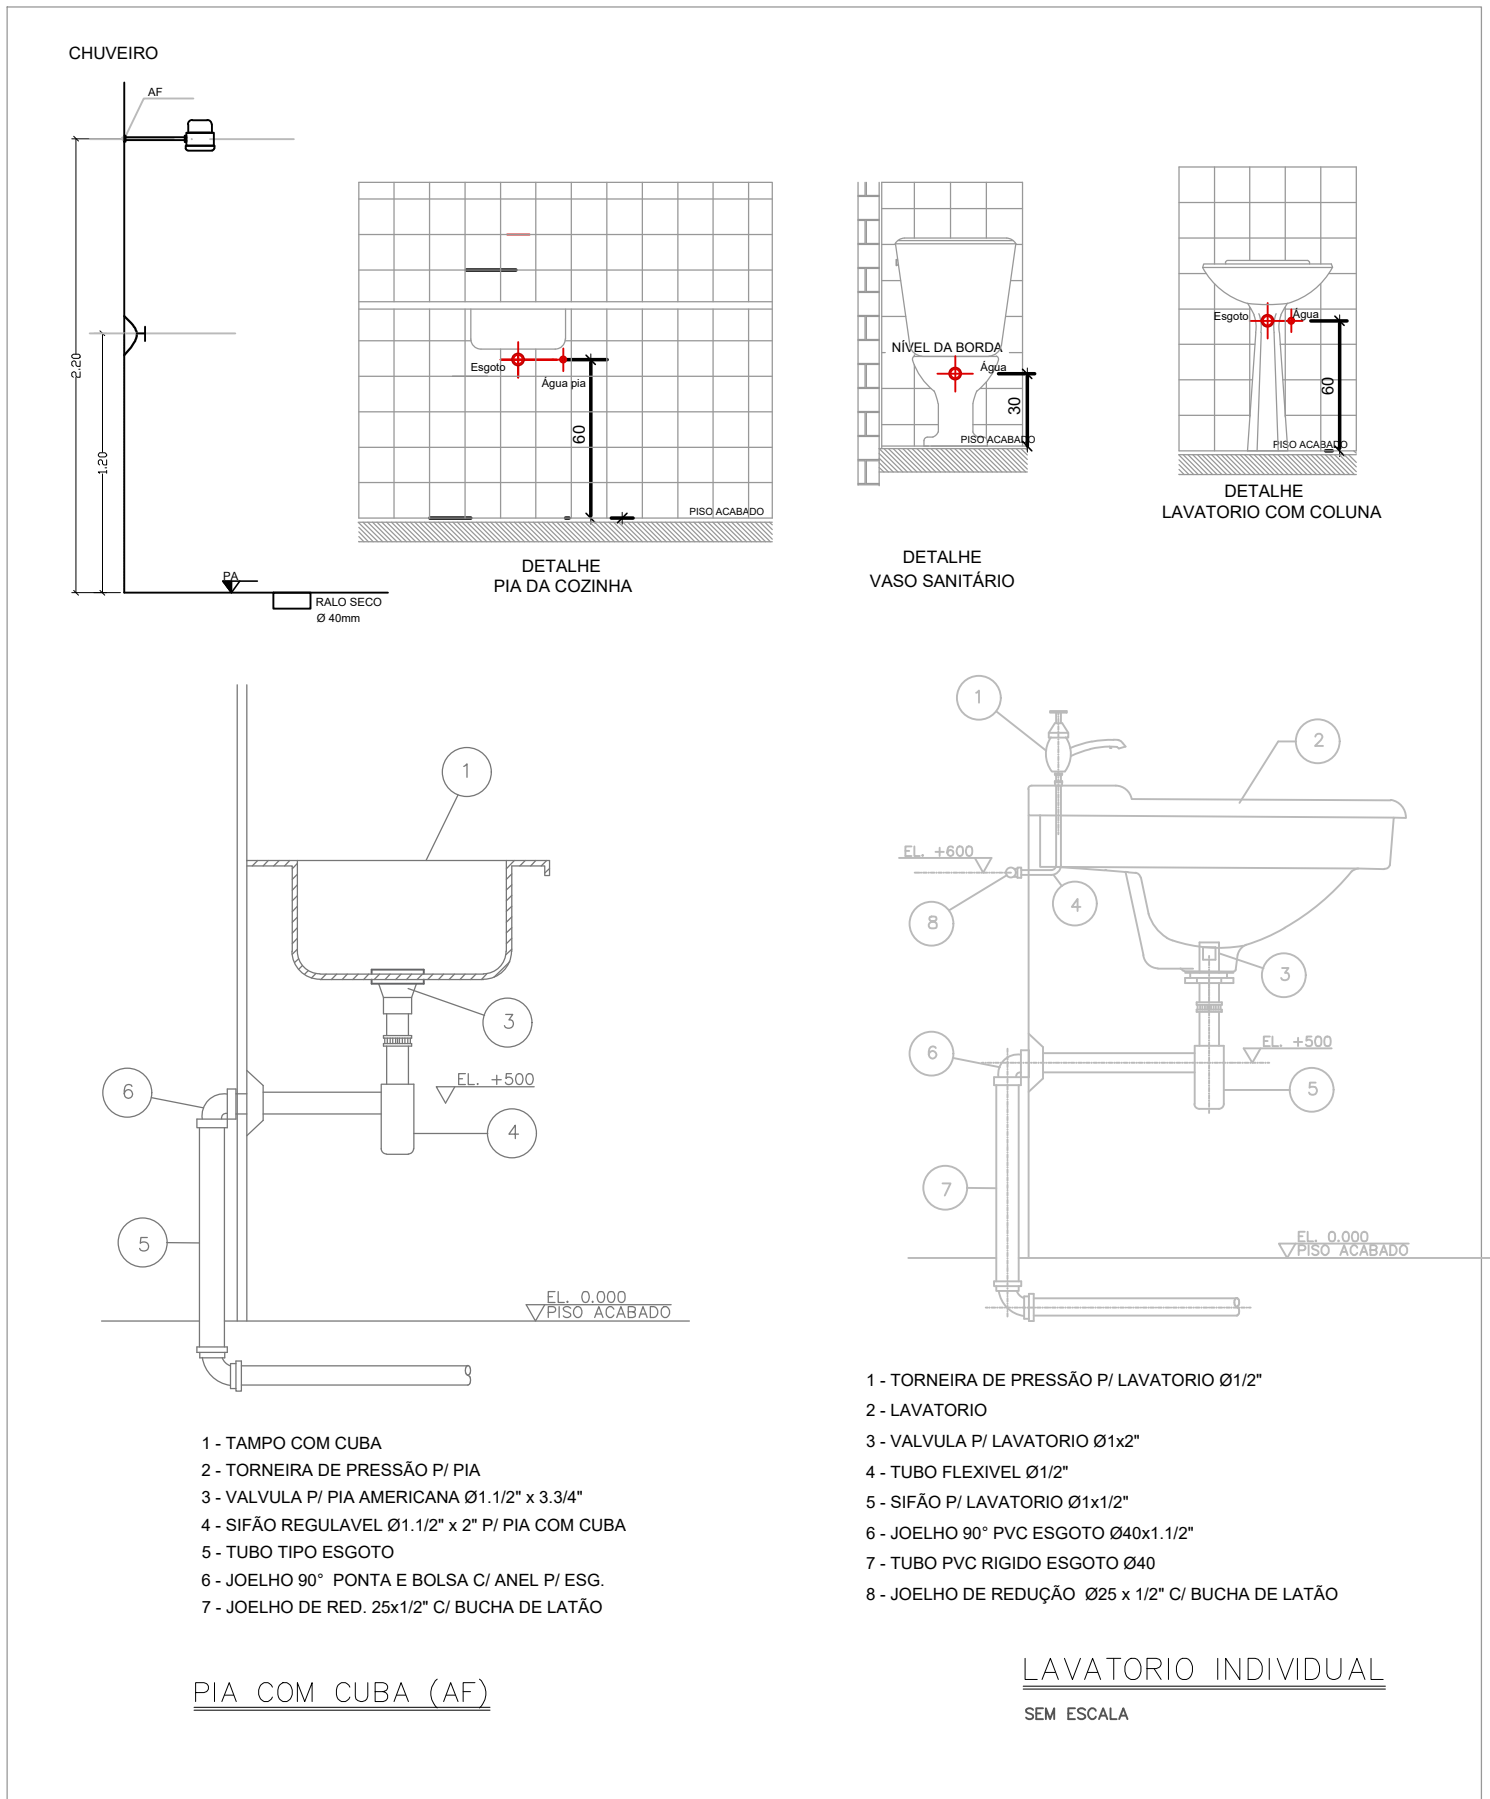 CHUVEIRO
AF
2.20
1.20
PA
RALO SECO
Ø 40mm
Esgoto
Água pia
60
PISO ACABADO
DETALHE
PIA DA COZINHA
NÍVEL DA BORDA
Água
30
PISO ACABADO
DETALHE
VASO SANITÁRIO
Esgoto
Água
60
PISO ACABADO
DETALHE
LAVATORIO COM COLUNA
1
3
EL. +500
6
4
5
EL. 0.000
PISO ACABADO
1 - TAMPO COM CUBA
2 - TORNEIRA DE PRESSÃO P/ PIA
3 - VALVULA P/ PIA AMERICANA Ø1.1/2" x 3.3/4"
4 - SIFÃO REGULAVEL Ø1.1/2" x 2" P/ PIA COM CUBA
5 - TUBO TIPO ESGOTO
6 - JOELHO 90° PONTA E BOLSA C/ ANEL P/ ESG.
7 - JOELHO DE RED. 25x1/2" C/ BUCHA DE LATÃO
PIA COM CUBA (AF)
1
2
EL. +600
4
8
3
EL. +500
6
5
7
EL. 0.000
PISO ACABADO
1 - TORNEIRA DE PRESSÃO P/ LAVATORIO Ø1/2"
2 - LAVATORIO
3 - VALVULA P/ LAVATORIO Ø1x2"
4 - TUBO FLEXIVEL Ø1/2"
5 - SIFÃO P/ LAVATORIO Ø1x1/2"
6 - JOELHO 90° PVC ESGOTO Ø40x1.1/2"
7 - TUBO PVC RIGIDO ESGOTO Ø40
8 - JOELHO DE REDUÇÃO Ø25 x 1/2" C/ BUCHA DE LATÃO
LAVATORIO INDIVIDUAL
SEM ESCALA